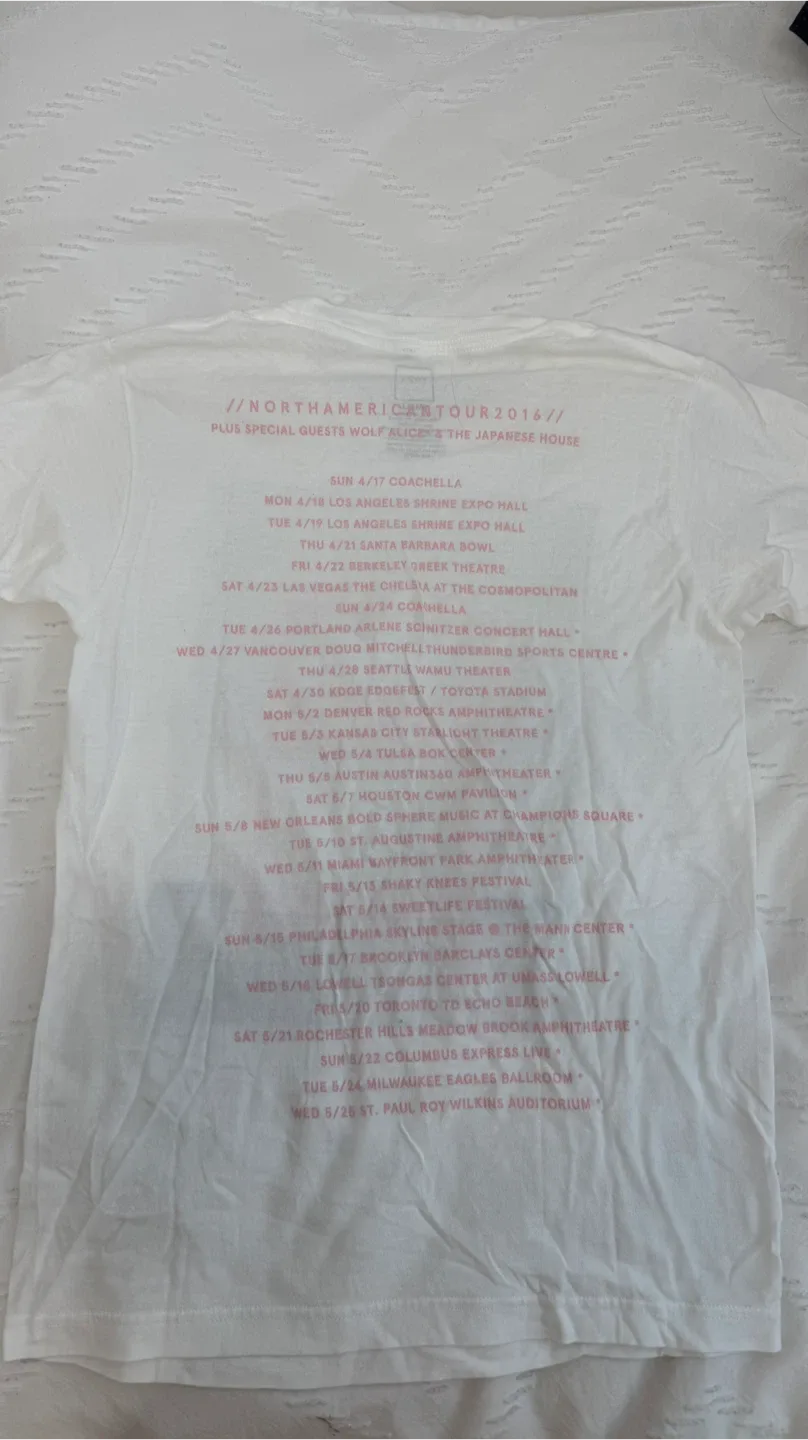 //NORTHAMERICANTOUR2016//
PLUS SPECIAL GUESTS WOLF ALICE* & THE JAPANESE HOUSE
SUN 4/17 COACHELLA
MON 4/18 LOS ANGELES SHRINE EXPO HALL
TUE 4/19 LOS ANGELES SHRINE EXPO HALL
THU 4/21 SANTA BARBARA BOWL
FRI 4/22 BERKELEY GREEK THEATRE
SAT 4/23 LAS VEGAS THE CHELSEA AT THE COSMOPOLITAN
SUN 4/24 COACHELLA
TUE 4/26 PORTLAND ARLENE SCHNITZER CONCERT HALL *
WED 4/27 VANCOUVER DOUG MITCHELL THUNDERBIRD SPORTS CENTRE *
THU 4/28 SEATTLE WAMU THEATER
SAT 4/30 KDGE EDGEFEST / TOYOTA STADIUM
MON 5/2 DENVER RED ROCKS AMPHITHEATRE *
TUE 5/3 KANSAS CITY STARLIGHT THEATRE *
WED 5/4 TULSA BOK CENTER *
THU 5/5 AUSTIN AUSTIN360 AMPHITHEATER *
SAT 5/7 HOUSTON CWM PAVILION *
SUN 5/8 NEW ORLEANS BOLD SPHERE MUSIC AT CHAMPIONS SQUARE *
TUE 5/10 ST. AUGUSTINE AMPHITHEATRE *
WED 5/11 MIAMI BAYFRONT PARK AMPHITHEATER *
FRI 5/13 SHAKY KNEES FESTIVAL
SAT 5/14 SWEETLIFE FESTIVAL
SUN 5/15 PHILADELPHIA SKYLINE STAGE @ THE MANN CENTER *
TUE 5/17 BROOKLYN BARCLAYS CENTER *
WED 5/18 LOWELL TSONGAS CENTER AT UMASS LOWELL *
FRI 5/20 TORONTO TD ECHO BEACH *
SAT 5/21 ROCHESTER HILLS MEADOW BROOK AMPHITHEATRE *
SUN 5/22 COLUMBUS EXPRESS LIVE *
TUE 5/24 MILWAUKEE EAGLES BALLROOM *
WED 5/25 ST. PAUL ROY WILKINS AUDITORIUM *